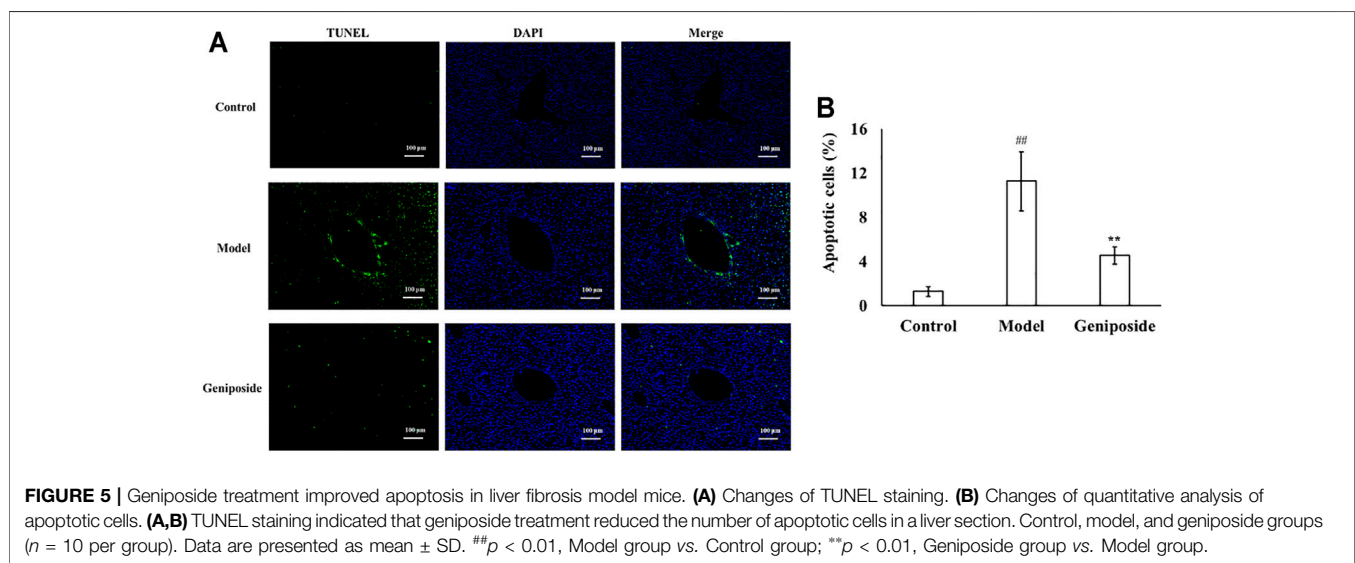 A
TUNEL DAPI Merge
Control
100 μm 100 μm 100 μm
Model
100 μm 100 μm 100 μm
Geniposide
100 μm 100 μm 100 μm
B
Apoptotic cells (%)
16
12
8
4
0
##
**
Control Model Geniposide
FIGURE 5 | Geniposide treatment improved apoptosis in liver fibrosis model mice. (A) Changes of TUNEL staining. (B) Changes of quantitative analysis of
apoptotic cells. (A,B) TUNEL staining indicated that geniposide treatment reduced the number of apoptotic cells in a liver section. Control, model, and geniposide groups
(n = 10 per group). Data are presented as mean ± SD. ##p < 0.01, Model group vs. Control group; **p < 0.01, Geniposide group vs. Model group.